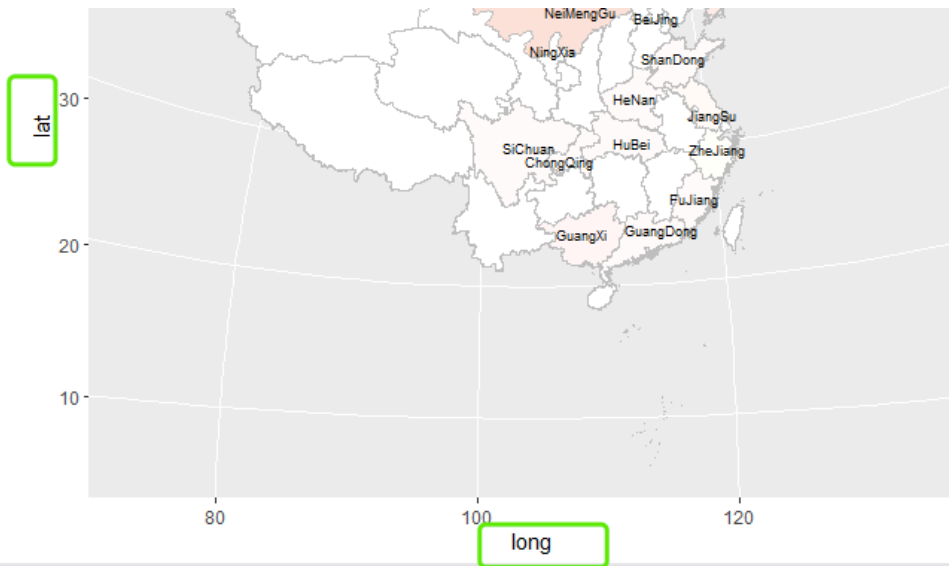 NeiMengGu
BeiJing
NingXia
ShanDong
HeNan
JiangSu
HuBei
ZheJiang
SiChuan
ChongQing
FuJiang
GuangXi
GuangDong
30
20
10
lat
80
100
120
long